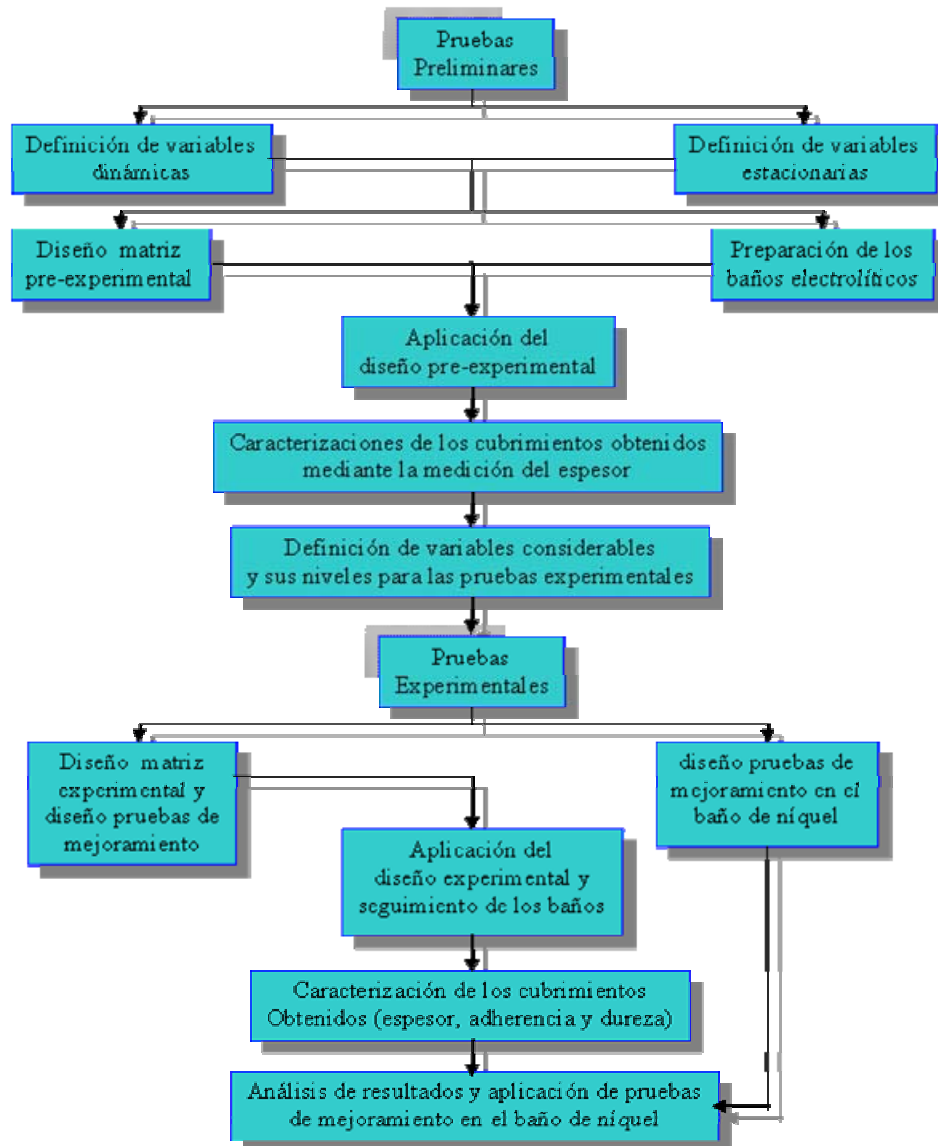 Pruebas
Preliminares
Definición de variables
dinámicas
Definición de variables
estacionarias
Diseño matriz
pre-experimental
Preparación de los
baños electrolíticos
Aplicación del
diseño pre-experimental
Caracterizaciones de los cubrimientos obtenidos
mediante la medición del espesor
Definición de variables considerables
y sus niveles para las pruebas experimentales
Pruebas
Experimentales
Diseño matriz
experimental y
diseño pruebas de
mejoramiento
diseño pruebas de
mejoramiento en el
baño de níquel
Aplicación del
diseño experimental y
seguimiento de los baños
Caracterización de los cubrimientos
Obtenidos (espesor, adherencia y dureza)
Análisis de resultados y aplicación de pruebas
de mejoramiento en el baño de níquel